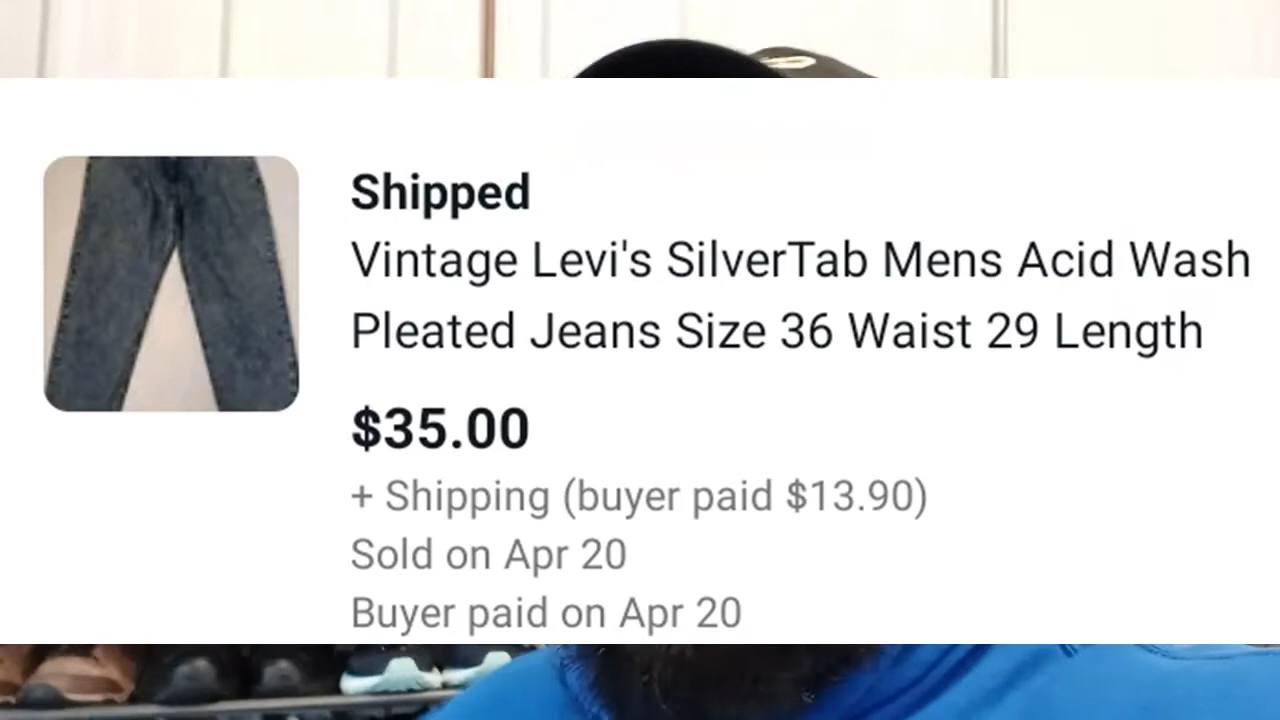 Shipped
Vintage Levi's SilverTab Mens Acid Wash
Pleated Jeans Size 36 Waist 29 Length
$35.00
+ Shipping (buyer paid $13.90)
Sold on Apr 20
Buyer paid on Apr 20